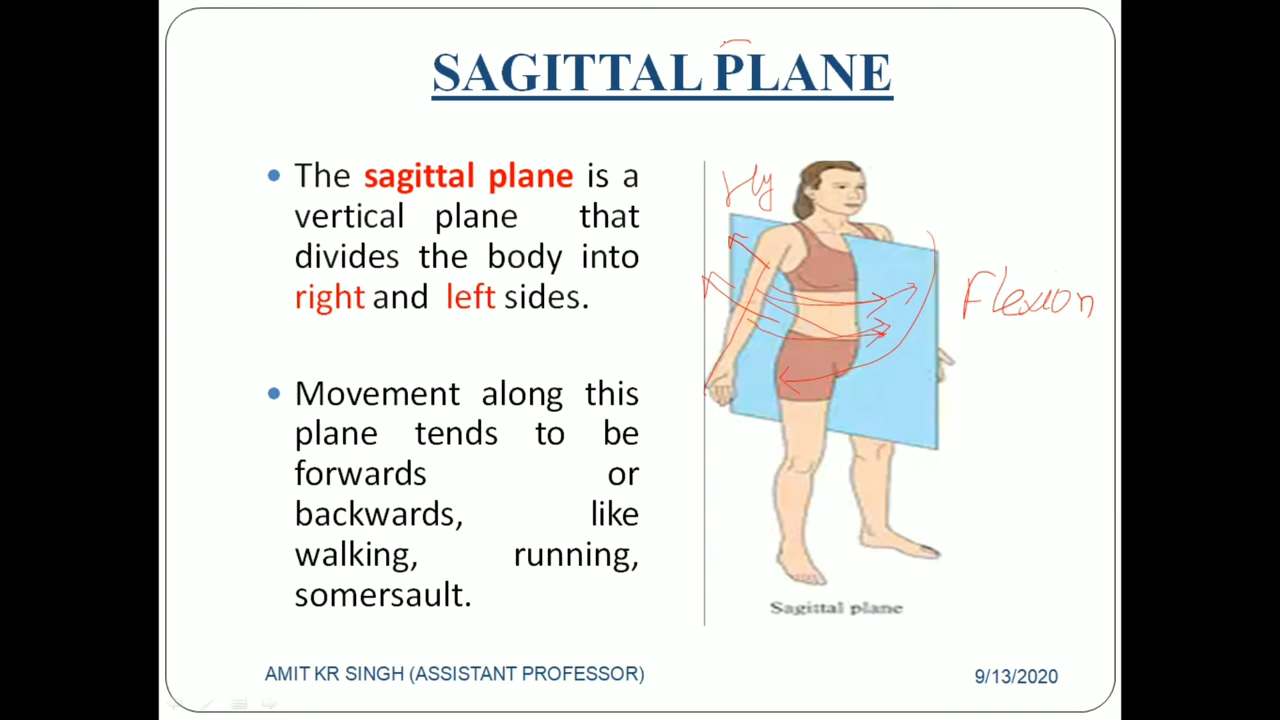 SAGITTAL PLANE
• The sagittal plane is a
vertical plane that
divides the body into
right and left sides.
• Movement along this
plane tends to be
forwards or
backwards, like
walking, running,
somersault.
Flexion
Sagittal plane
AMIT KR SINGH (ASSISTANT PROFESSOR)
9/13/2020